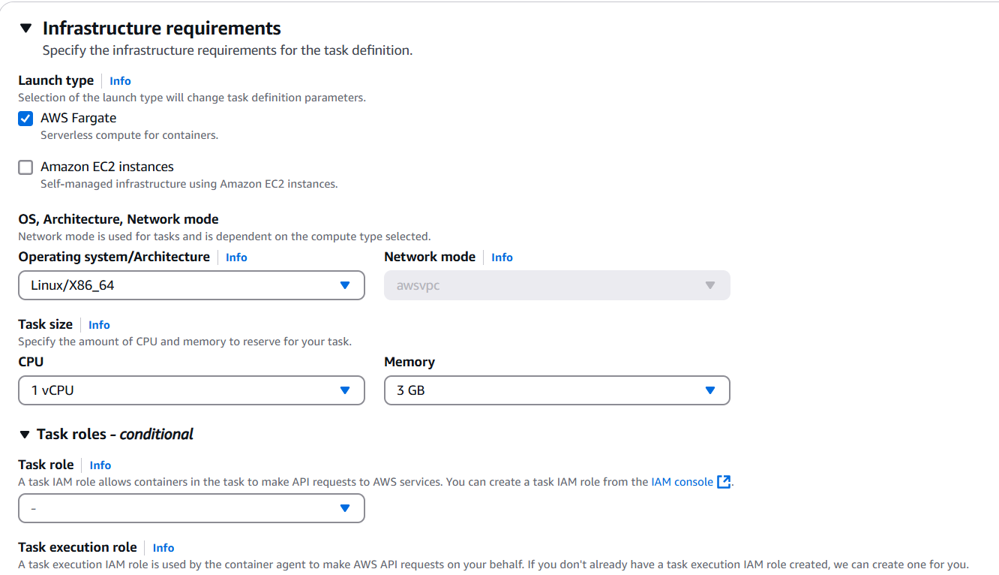 Infrastructure requirements
Specify the infrastructure requirements for the task definition.
Launch type Info
Selection of the launch type will change task definition parameters.
AWS Fargate
Serverless compute for containers.
Amazon EC2 instances
Self-managed infrastructure using Amazon EC2 instances.
OS, Architecture, Network mode
Network mode is used for tasks and is dependent on the compute type selected.
Operating system/Architecture Info Network mode Info
Linux/X86_64 awsvpc
Task size Info
Specify the amount of CPU and memory to reserve for your task.
CPU Memory
1 vCPU 3 GB
Task roles - conditional
Task role Info
A task IAM role allows containers in the task to make API requests to AWS services. You can create a task IAM role from the IAM console.
-
Task execution role Info
A task execution IAM role is used by the container agent to make AWS API requests on your behalf. If you don't already have a task execution IAM role created, we can create one for you.